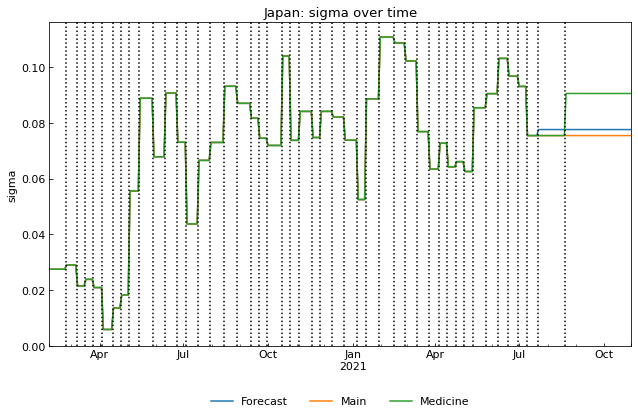 Japan: sigma over time
0.10
0.08
0.06
0.04
0.02
0.00
sigma
Apr Jul Oct Jan Apr Jul Oct
2021
Forecast Main Medicine